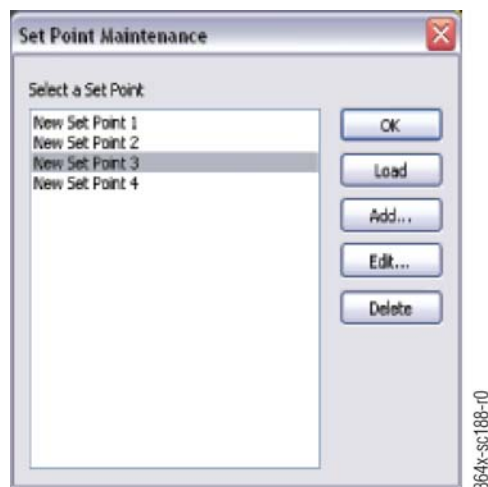 Set Point Maintenance
Select a Set Point
New Set Point 1
New Set Point 2
New Set Point 3
New Set Point 4
OK
Load
Add...
Edit...
Delete
864x-sc188-r0